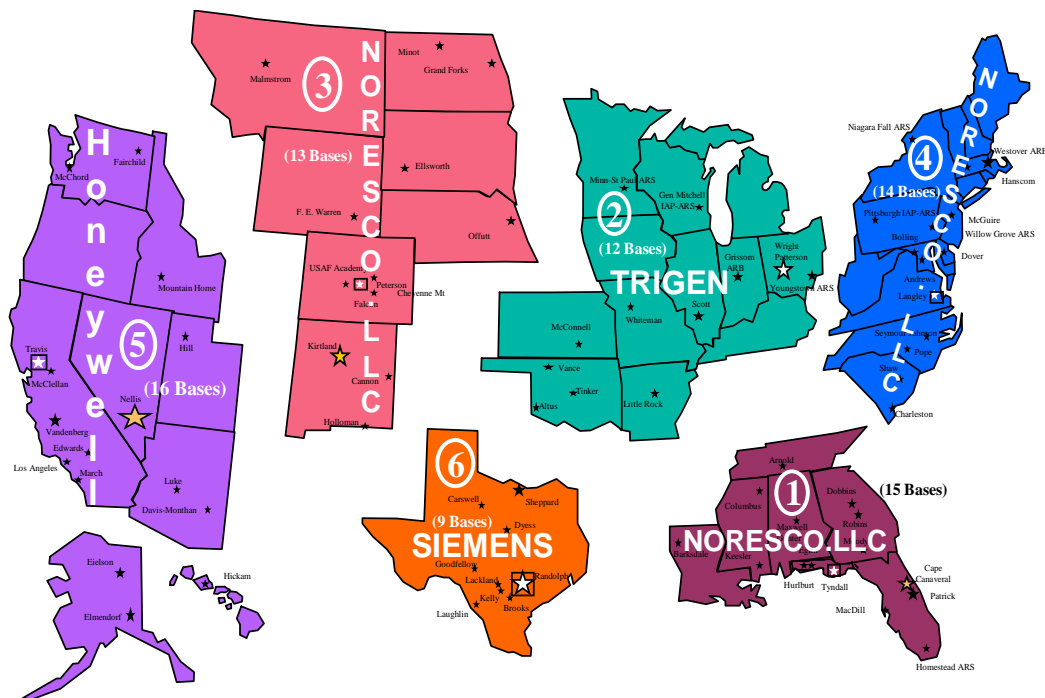 Honeywell
5
(16 Bases)
Fairchild
McChord
Mountain Home
Travis
McClellan
Hill
Nellis
Vandenberg
Edwards
Los Angeles
March
Luke
Davis-Monthan
Eielson
Elmendorf
Hickam
NORESCO. LLC
3
(13 Bases)
Malmstrom
Minot
Grand Forks
Ellsworth
F. E. Warren
Offutt
USAF Academy
Peterson
Falcon
Cheyenne Mt
Kirtland
Cannon
Holloman
TRIGEN
2
(12 Bases)
Minn-St Paul ARS
Gen Mitchell
IAP-ARS
Wright
Patterson
Grissom
ARB
Youngstown ARS
Scott
Whiteman
McConnell
Vance
Tinker
Altus
Little Rock
NORESCO. LLC
4
(14 Bases)
Niagara Fall ARS
Westover ARB
Hanscom
Pittsburgh IAP-ARS
McGuire
Willow Grove ARS
Bolling
Dover
Andrews
Langley
Seymour Johnson
Pope
Shaw
Charleston
6
(9 Bases)
SIEMENS
Carswell
Sheppard
Dyess
Goodfellow
Lackland
Randolph
Kelly
Brooks
Laughlin
1
(15 Bases)
NORESCO.LLC
Arnold
Columbus
Dobbins
Robins
Maxwell
Moody
Barksdale
Keesler
Eglin
Hurlburt
Tyndall
Cape
Canaveral
Patrick
MacDill
Homestead ARS